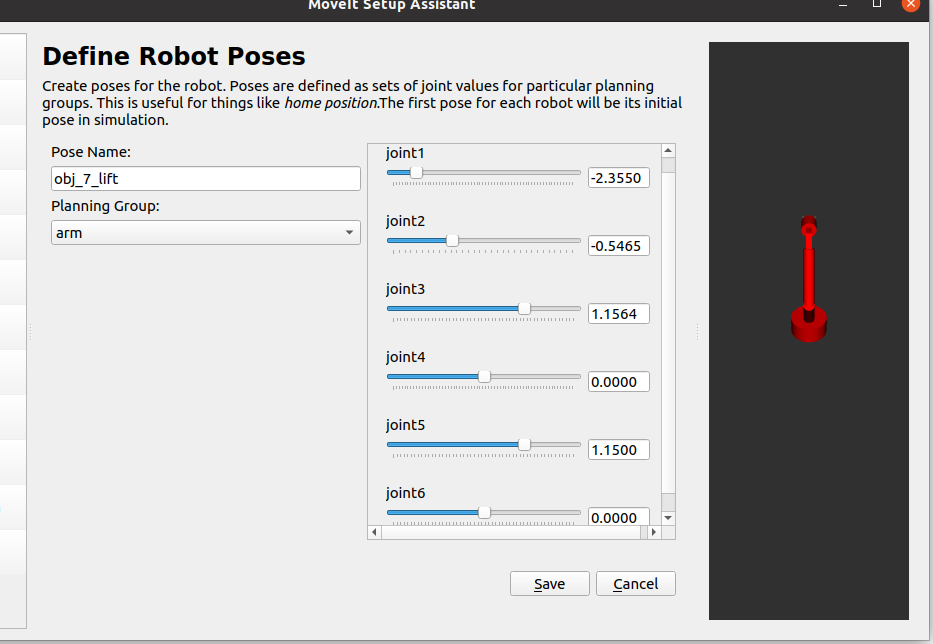 MoveIt Setup Assistant
Define Robot Poses
Create poses for the robot. Poses are defined as sets of joint values for particular planning
groups. This is useful for things like home position.The first pose for each robot will be its initial
pose in simulation.
Pose Name:
obj_7_lift
Planning Group:
arm
joint1
-2.3550
joint2
-0.5465
joint3
1.1564
joint4
0.0000
joint5
1.1500
joint6
0.0000
Save
Cancel